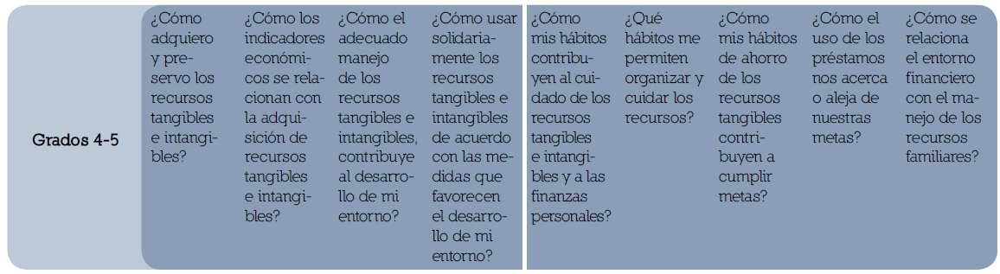 Grados 4-5
¿Cómo
adquiero
y pre-
servo los
recursos
tangibles
e intangi-
bles?
¿Cómo los
indicadores
económi-
cos se rela-
cionan con
la adqui-
sición de
recursos
tangibles
e intangi-
bles?
¿Cómo el
adecuado
manejo
de los
recursos
tangibles e
intangibles,
contribuye
al desarro-
llo de mi
entorno?
¿Cómo usar
solidaria-
mente los
recursos
tangibles e
intangibles
de acuerdo
con las me-
didas que
favorecen
el desarro-
llo de mi
entorno?
¿Cómo
mis hábitos
contribu-
yen al cui-
dado de los
recursos
tangibles
e intangi-
bles y a las
finanzas
personales?
¿Qué
hábitos me
permiten
organizar y
cuidar los
recursos?
¿Cómo
mis hábitos
de ahorro
de los
recursos
tangibles
contri-
buyen a
cumplir
metas?
¿Cómo el
uso de los
préstamos
nos acerca
o aleja de
nuestras
metas?
¿Cómo se
relaciona
el entorno
financiero
con el ma-
nejo de los
recursos
familiares?